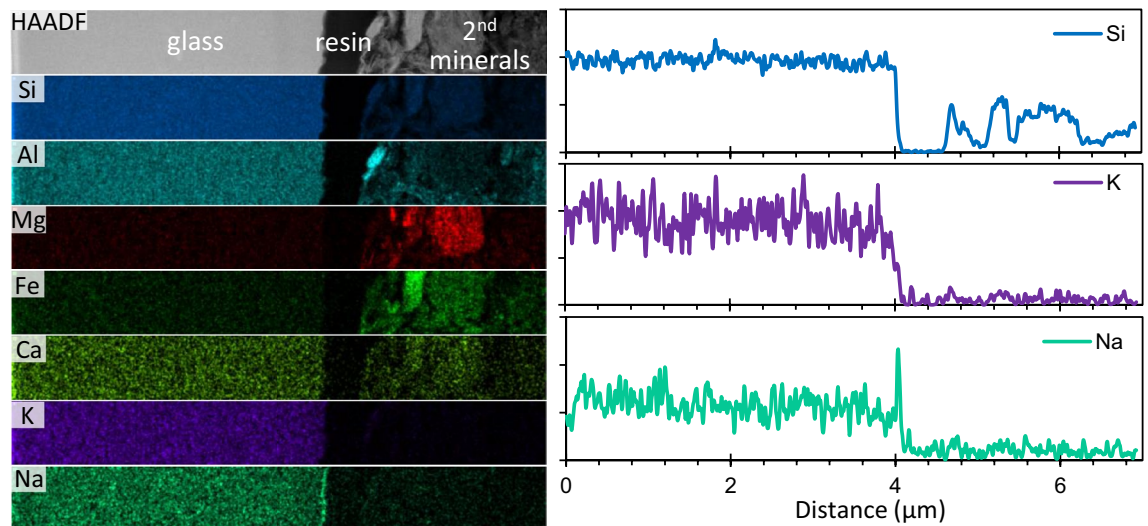 HAADF
glass
resin
2nd
minerals
Si
Al
Mg
Fe
Ca
K
Na
Si
K
Na
0 2 4 6
Distance (μm)